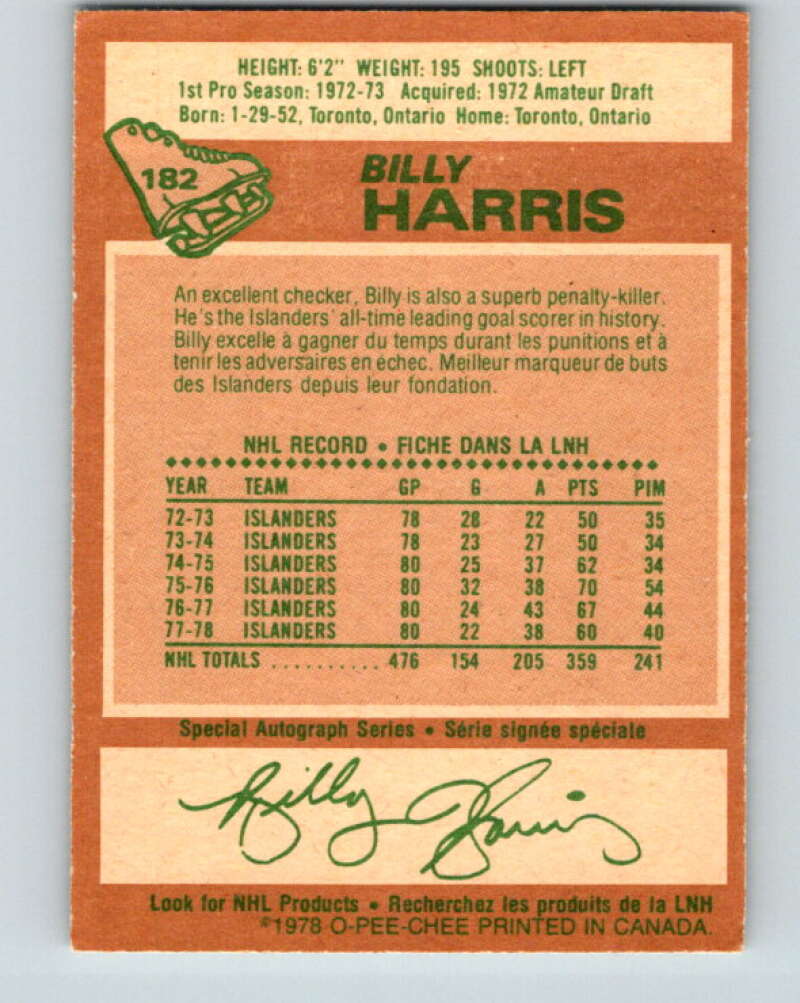 HEIGHT: 6'2" WEIGHT: 195 SHOOTS: LEFT
1st Pro Season: 1972-73 Acquired: 1972 Amateur Draft
Born: 1-29-52, Toronto, Ontario Home: Toronto, Ontario
182
BILLY
HARRIS
An excellent checker, Billy is also a superb penalty-killer.
He's the Islanders' all-time leading goal scorer in history.
Billy excelle à gagner du temps durant les punitions et à
tenir les adversaires en échec. Meilleur marqueur de buts
des Islanders depuis leur fondation.
NHL RECORD • FICHE DANS LA LNH
YEAR TEAM GP G A PTS PIM
72-73 ISLANDERS 78 28 22 50 35
73-74 ISLANDERS 78 23 27 50 34
74-75 ISLANDERS 80 25 37 62 34
75-76 ISLANDERS 80 32 38 70 54
76-77 ISLANDERS 80 24 43 67 44
77-78 ISLANDERS 80 22 38 60 40
NHL TOTALS .......... 476 154 205 359 241
Special Autograph Series • Série signée spéciale
Billy Harris
Look for NHL Products • Recherchez les produits de la LNH
©1978 O-PEE-CHEE PRINTED IN CANADA.